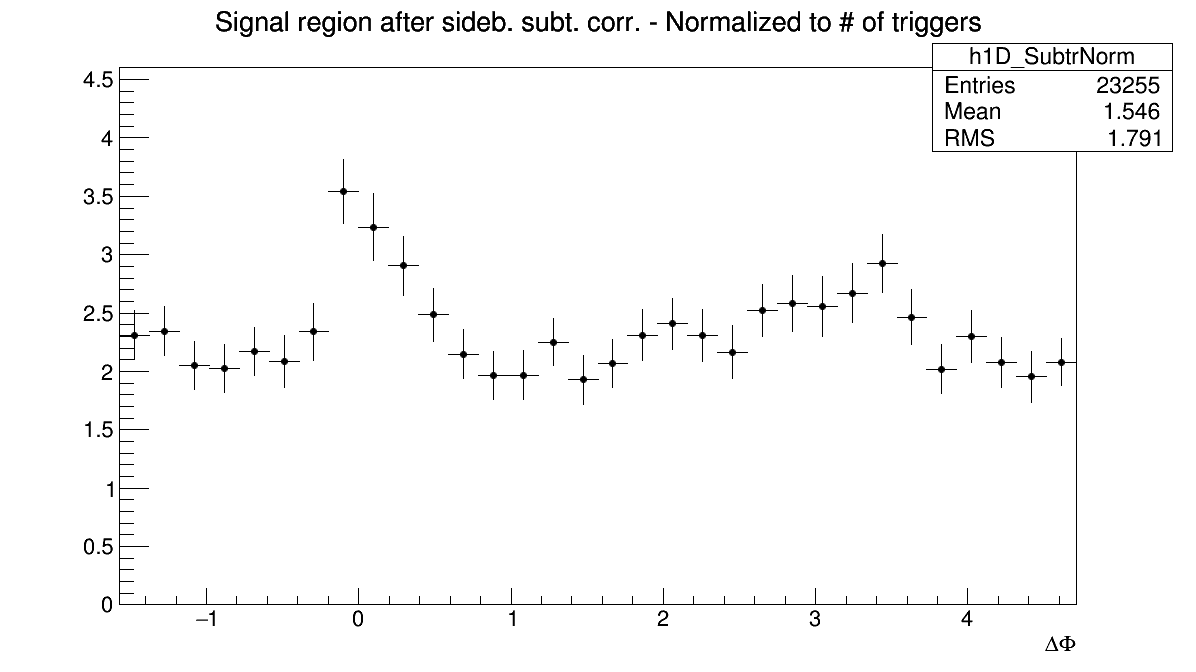 Signal region after sideb. subt. corr. - Normalized to # of triggers
h1D_SubtrNorm
Entries 23255
Mean 1.546
RMS 1.791
4.5
4
3.5
3
2.5
2
1.5
1
0.5
0
−1 0 1 2 3 4
ΔΦ